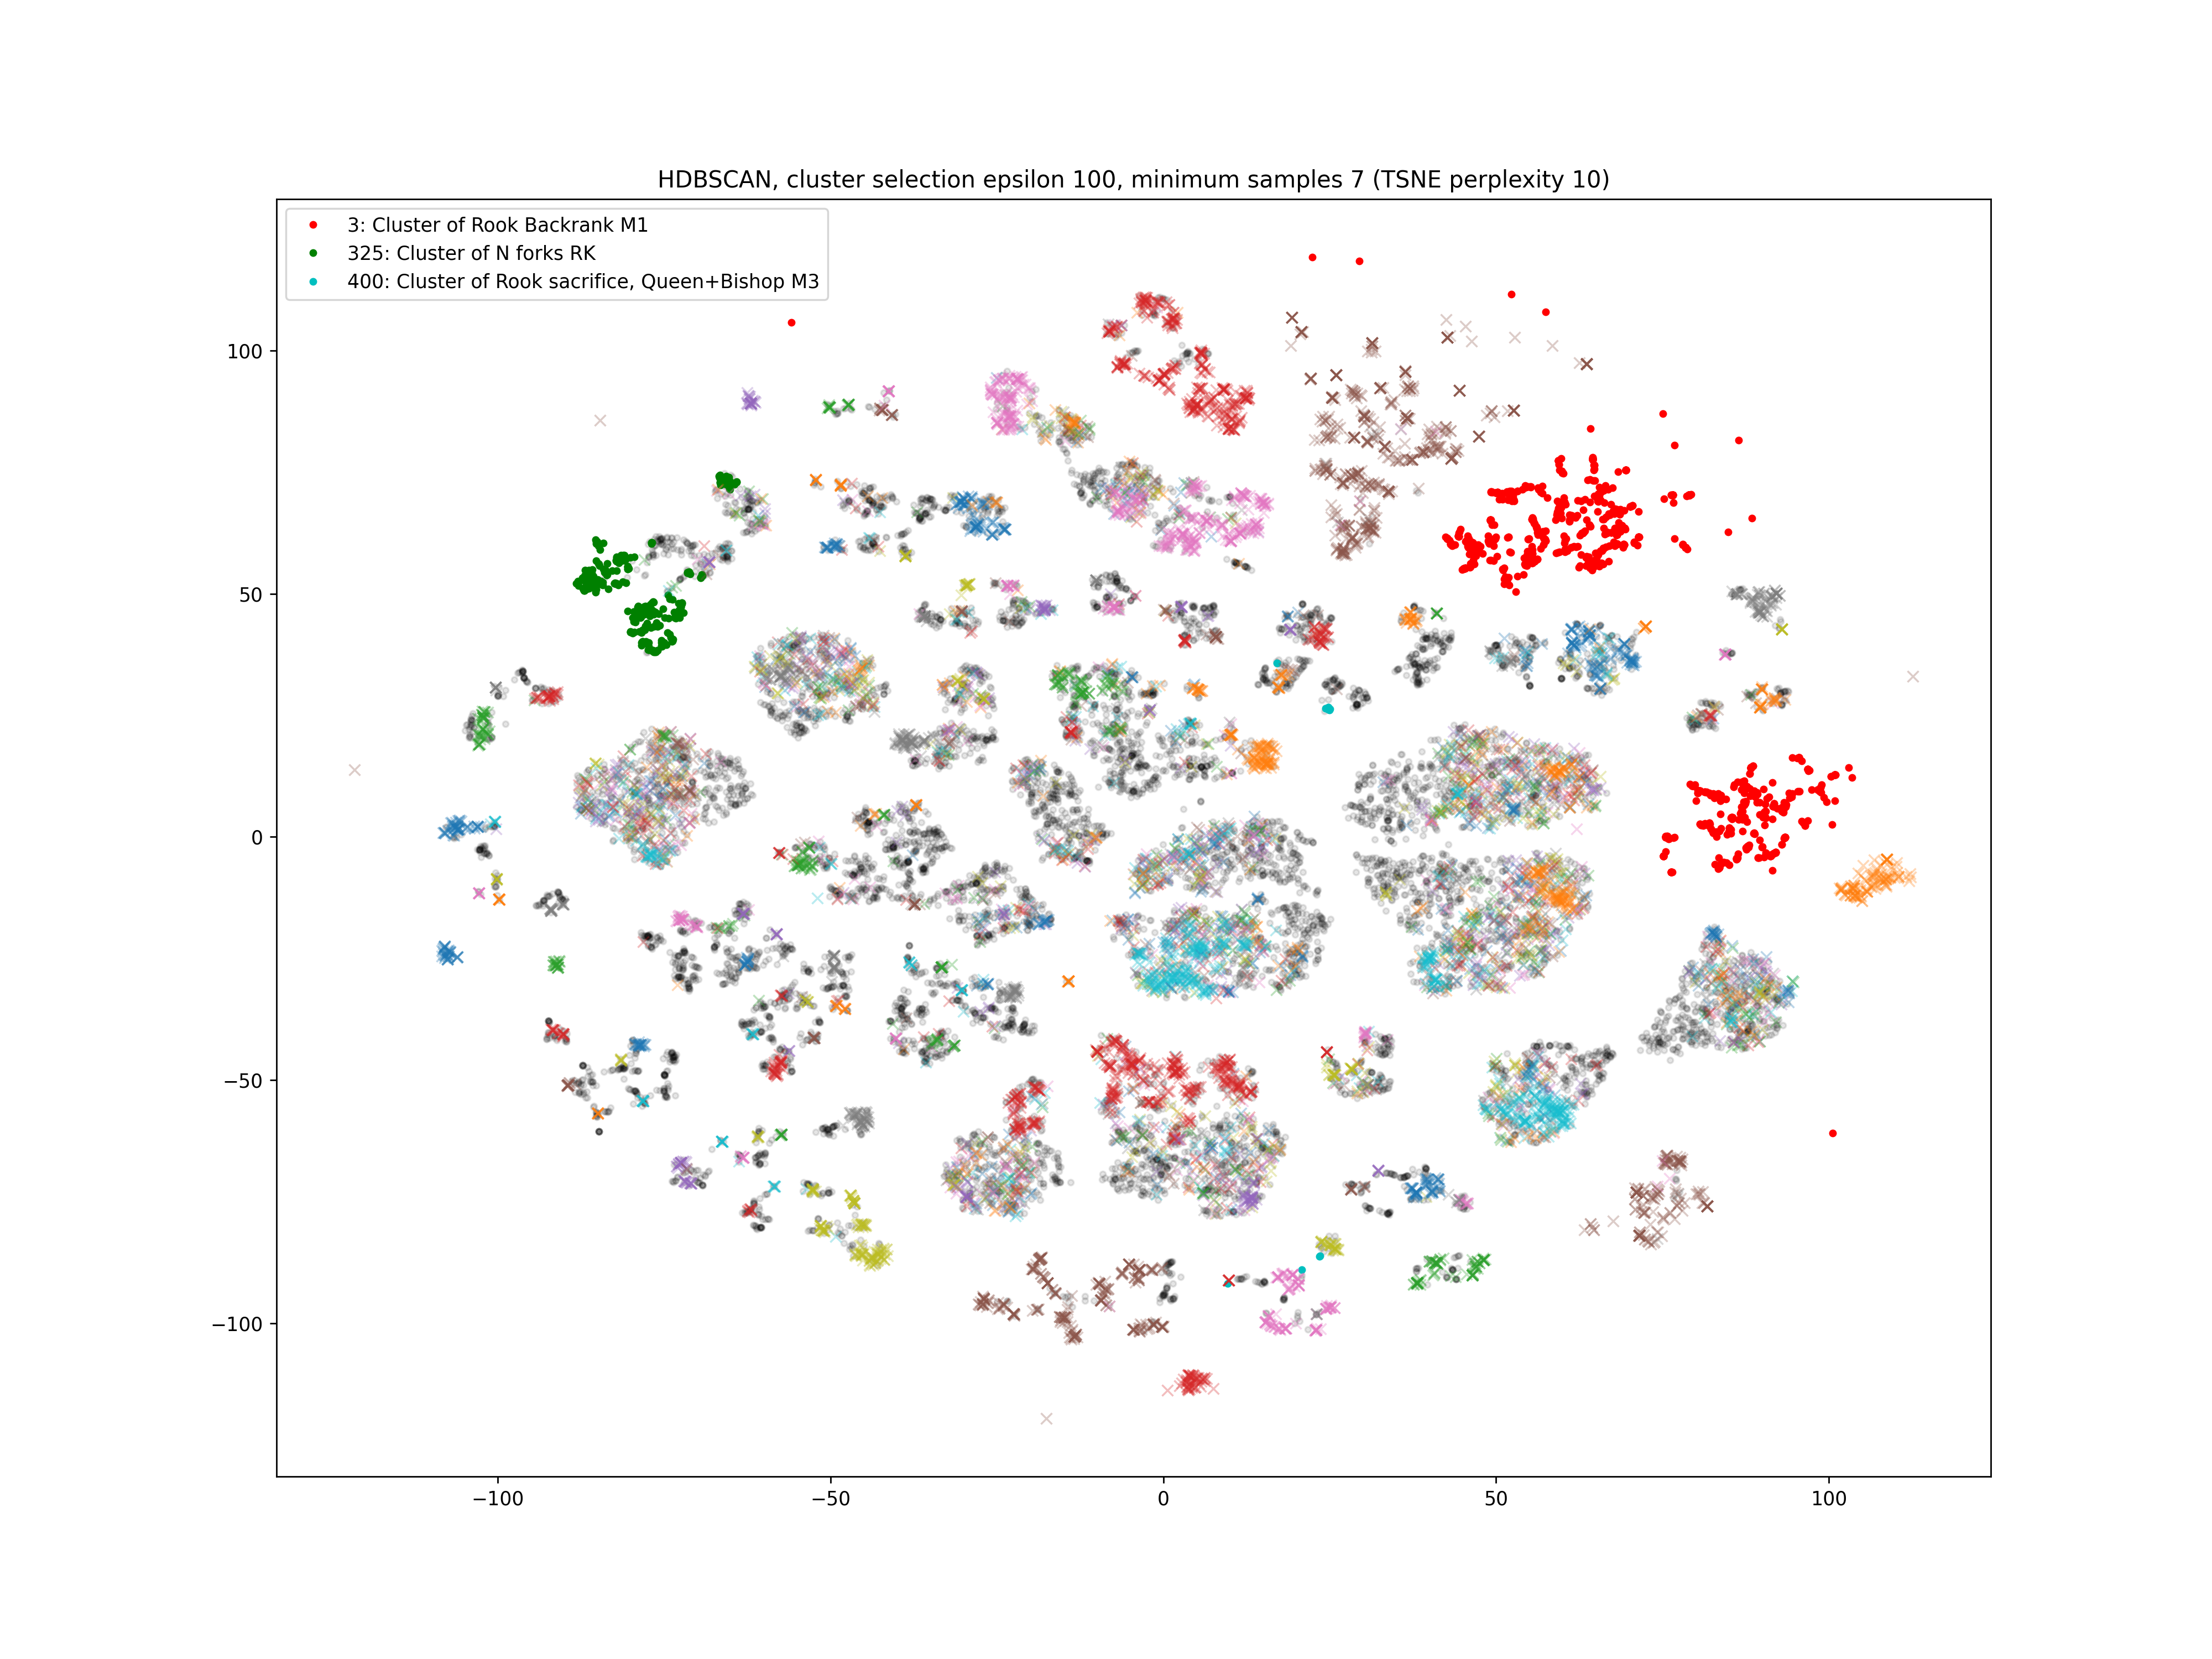 HDBSCAN, cluster selection epsilon 100, minimum samples 7 (TSNE perplexity 10)
3: Cluster of Rook Backrank M1
325: Cluster of N forks RK
400: Cluster of Rook sacrifice, Queen+Bishop M3
100
50
0
−50
−100
−100
−50
0
50
100